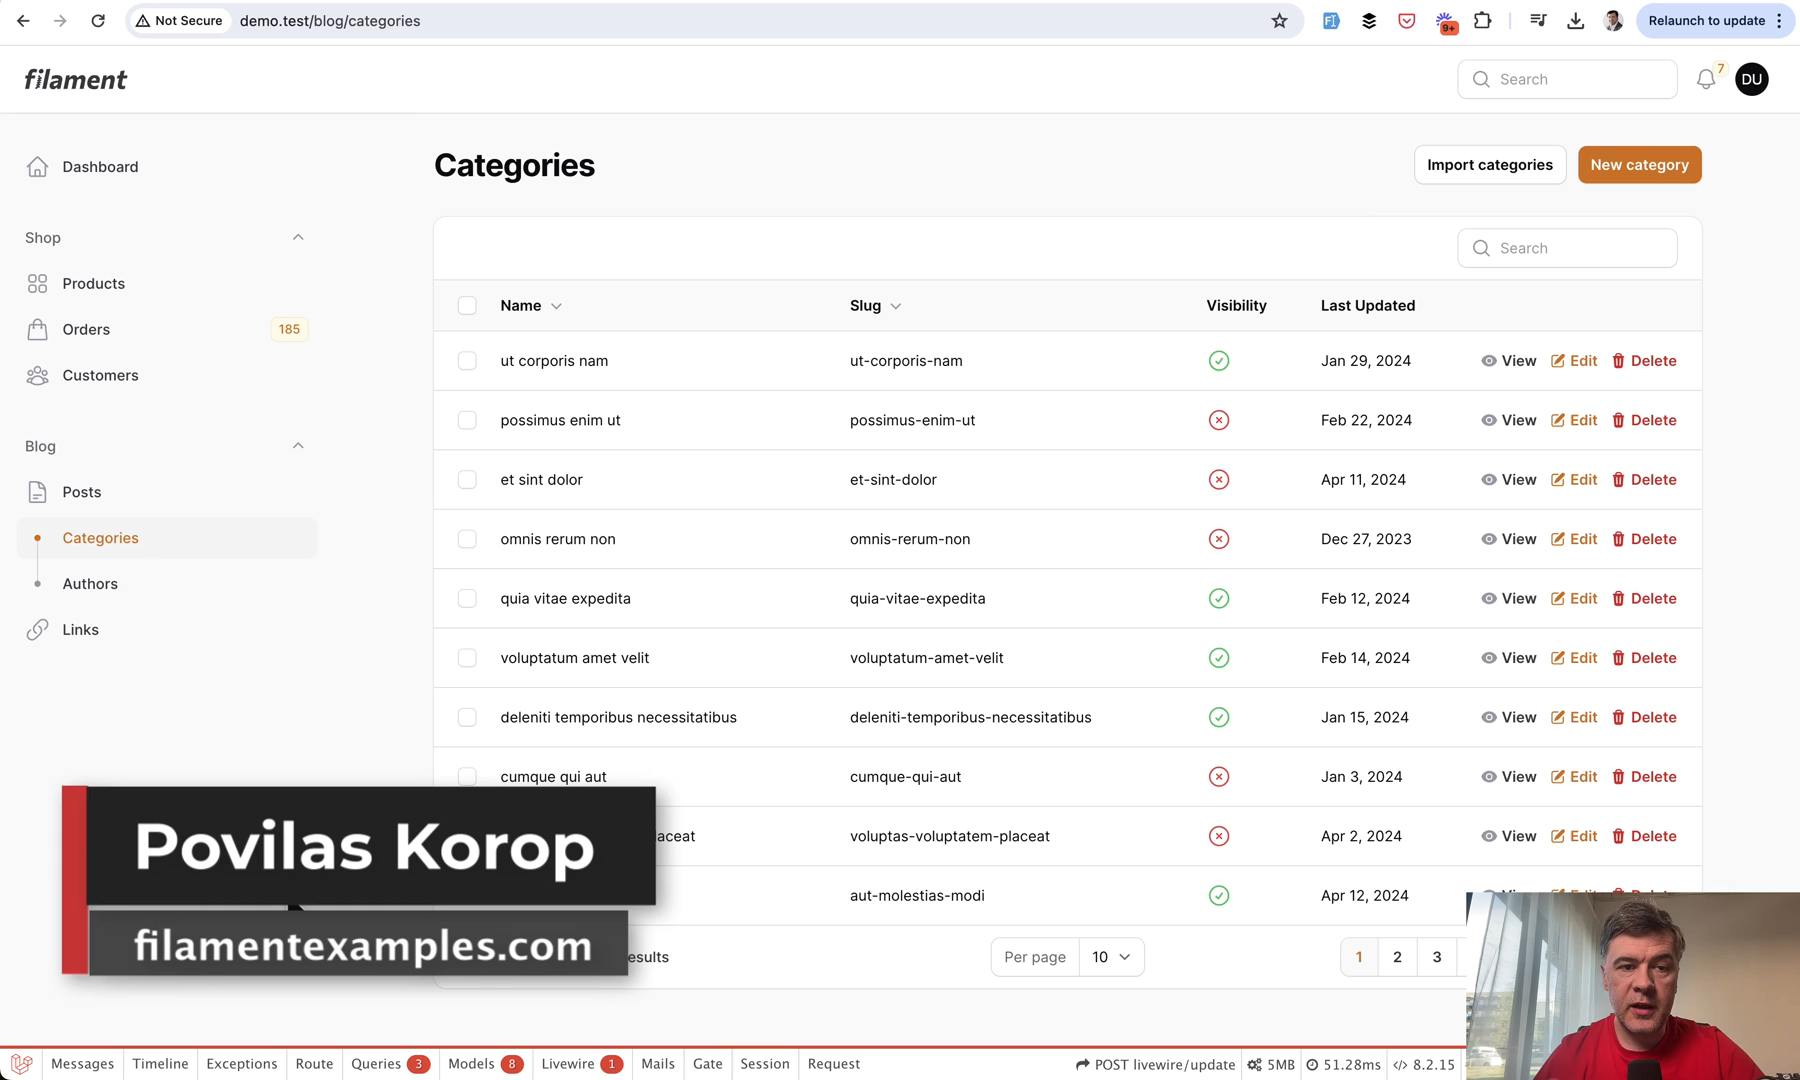 Not Secure demo.test/blog/categories
9+
Relaunch to update
filament
Search
7
DU
Dashboard
Shop
Products
Orders 185
Customers
Blog
Posts
Categories
Authors
Links
Categories
Import categories
New category
Search
Name Slug Visibility Last Updated
ut corporis nam ut-corporis-nam Jan 29, 2024 View Edit Delete
possimus enim ut possimus-enim-ut Feb 22, 2024 View Edit Delete
et sint dolor et-sint-dolor Apr 11, 2024 View Edit Delete
omnis rerum non omnis-rerum-non Dec 27, 2023 View Edit Delete
quia vitae expedita quia-vitae-expedita Feb 12, 2024 View Edit Delete
voluptatum amet velit voluptatum-amet-velit Feb 14, 2024 View Edit Delete
deleniti temporibus necessitatibus deleniti-temporibus-necessitatibus Jan 15, 2024 View Edit Delete
cumque qui aut cumque-qui-aut Jan 3, 2024 View Edit Delete
laceat voluptas-voluptatem-placeat Apr 2, 2024 View Edit Delete
aut-molestias-modi Apr 12, 2024
esults Per page 10 1 2 3
Povilas Korop
filamentexamples.com
Messages Timeline Exceptions Route Queries 3 Models 8 Livewire 1 Mails Gate Session Request POST livewire/update 5MB 51.28ms 8.2.15